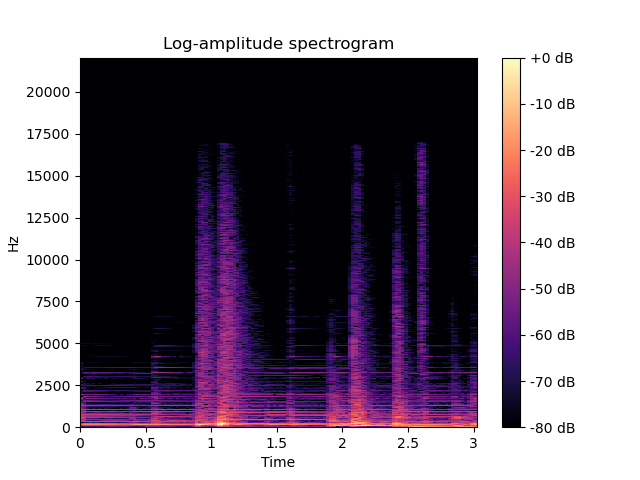 Log-amplitude spectrogram
20000
17500
15000
12500
10000
7500
5000
2500
0
Hz
0 0.5 1 1.5 2 2.5 3
Time
+0 dB
-10 dB
-20 dB
-30 dB
-40 dB
-50 dB
-60 dB
-70 dB
-80 dB